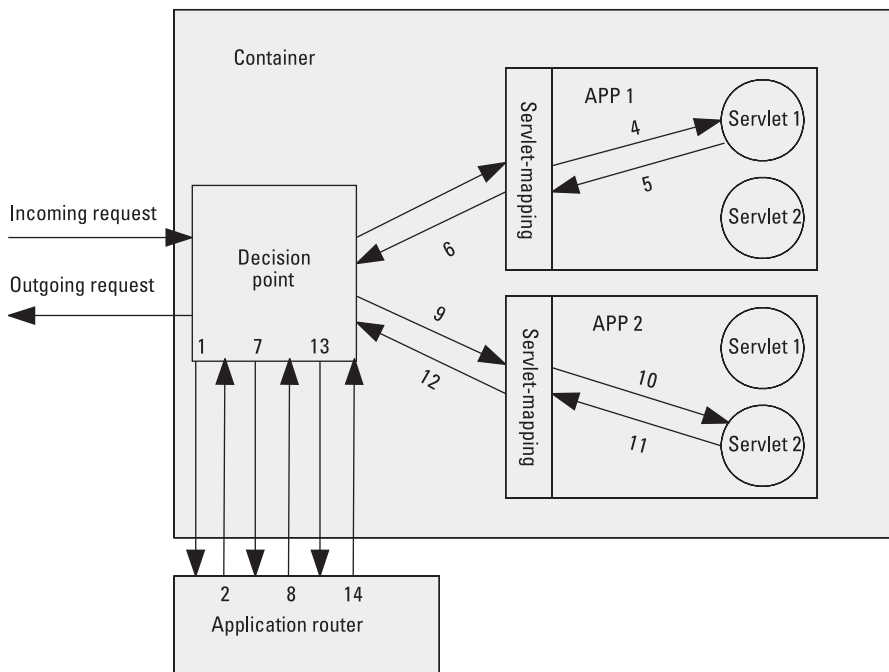 Container
APP 1
Servlet-mapping
4
Servlet 1
5
Servlet 2
Incoming request
6
Decision
point
Outgoing request
9
APP 2
Servlet-mapping
Servlet 1
1 7 13
12
10
11
Servlet 2
2 8 14
Application router